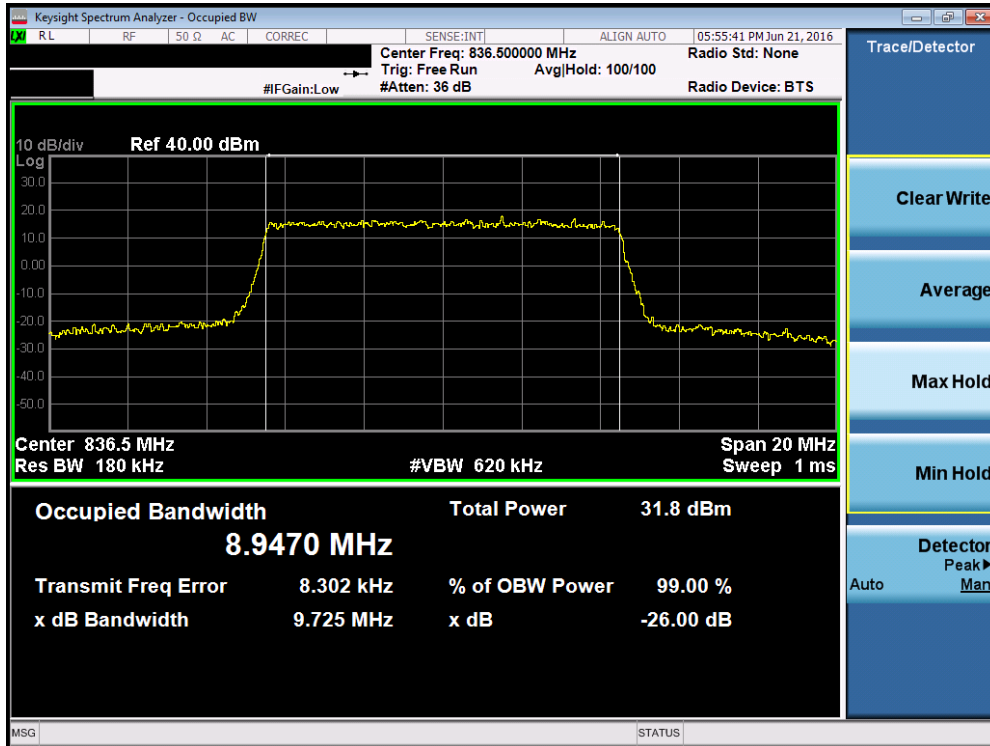 Keysight Spectrum Analyzer - Occupied BW
LXI RL RF 50 Ω AC CORREC SENSE:INT ALIGN AUTO 05:55:41 PM Jun 21, 2016
Center Freq: 836.500000 MHz Radio Std: None
Trig: Free Run Avg|Hold: 100/100
#IFGain:Low #Atten: 36 dB Radio Device: BTS
10 dB/div Ref 40.00 dBm
Log
30.0
20.0
10.0
0.00
-10.0
-20.0
-30.0
-40.0
-50.0
Center 836.5 MHz Span 20 MHz
Res BW 180 kHz #VBW 620 kHz Sweep 1 ms
Occupied Bandwidth Total Power 31.8 dBm
8.9470 MHz
Transmit Freq Error 8.302 kHz % of OBW Power 99.00 %
x dB Bandwidth 9.725 MHz x dB -26.00 dB
MSG STATUS
Trace/Detector
Clear Write
Average
Max Hold
Min Hold
Detector
Peak
Auto Man